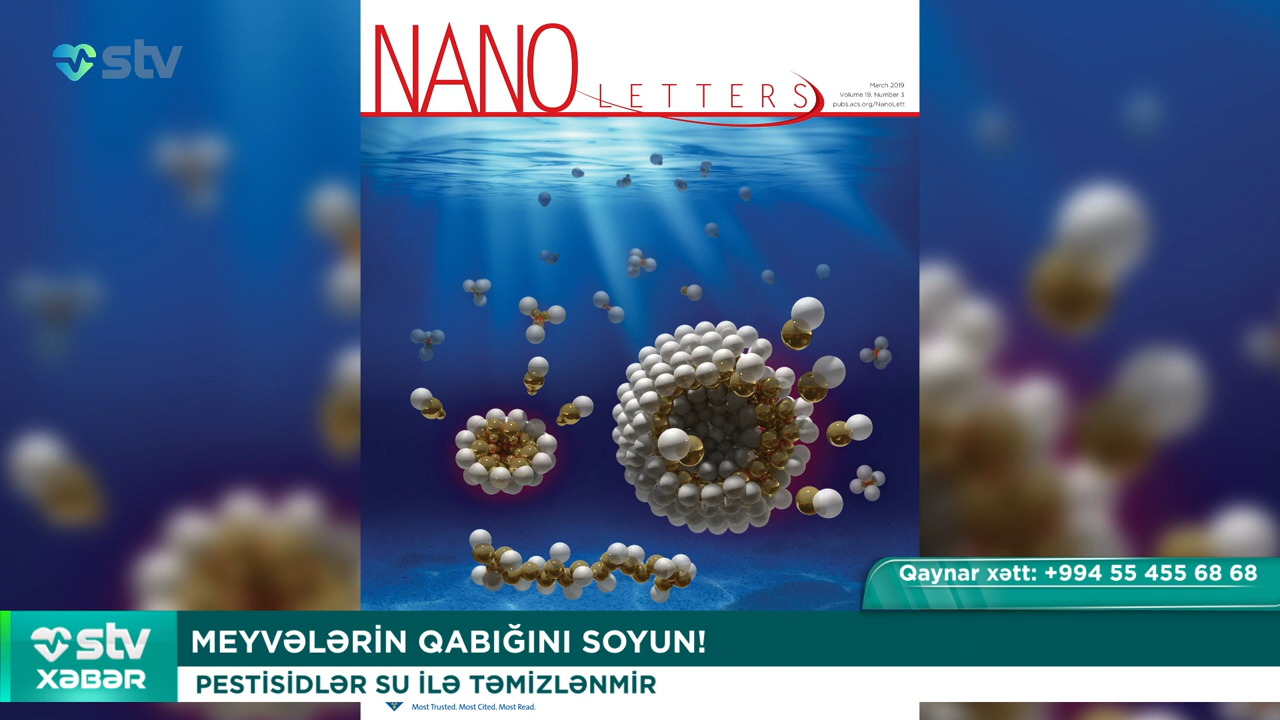 stv
NANO
LETTERS
March 2019
Volume 19, Number 3
pubs.acs.org/NanoLett
Qaynar xətt: +994 55 455 68 68
stv
XƏBƏR
MEYVƏLƏRİN QABIĞINI SOYUN!
PESTİSİDLƏR SU İLƏ TƏMİZLƏNMİR
Most Trusted. Most Cited. Most Read.